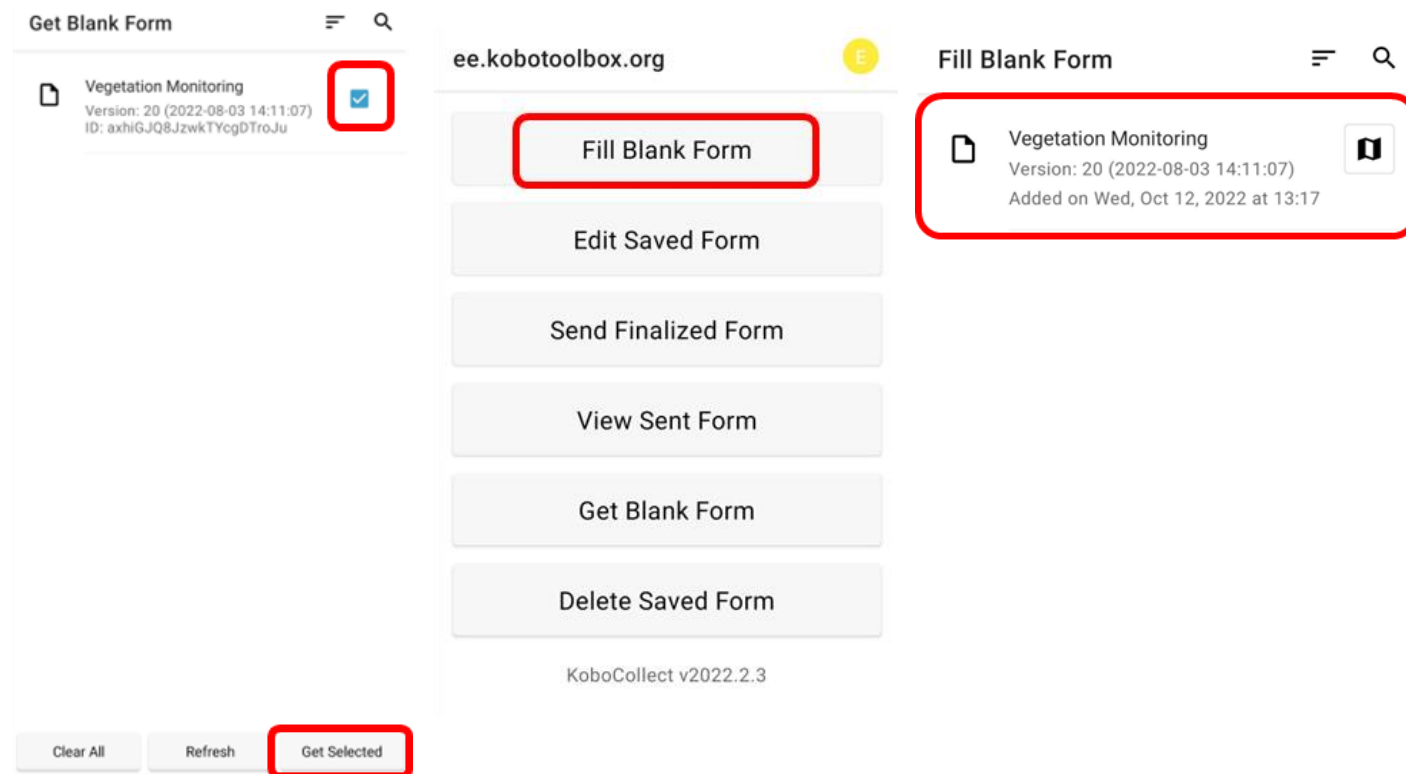 Get Blank Form
Vegetation Monitoring
Version: 20 (2022-08-03 14:11:07)
ID: axhiGJQ8JzwkTYcgDTroJu
Clear All
Refresh
Get Selected
ee.kobotoolbox.org
E
Fill Blank Form
Edit Saved Form
Send Finalized Form
View Sent Form
Get Blank Form
Delete Saved Form
KoboCollect v2022.2.3
Fill Blank Form
Vegetation Monitoring
Version: 20 (2022-08-03 14:11:07)
Added on Wed, Oct 12, 2022 at 13:17